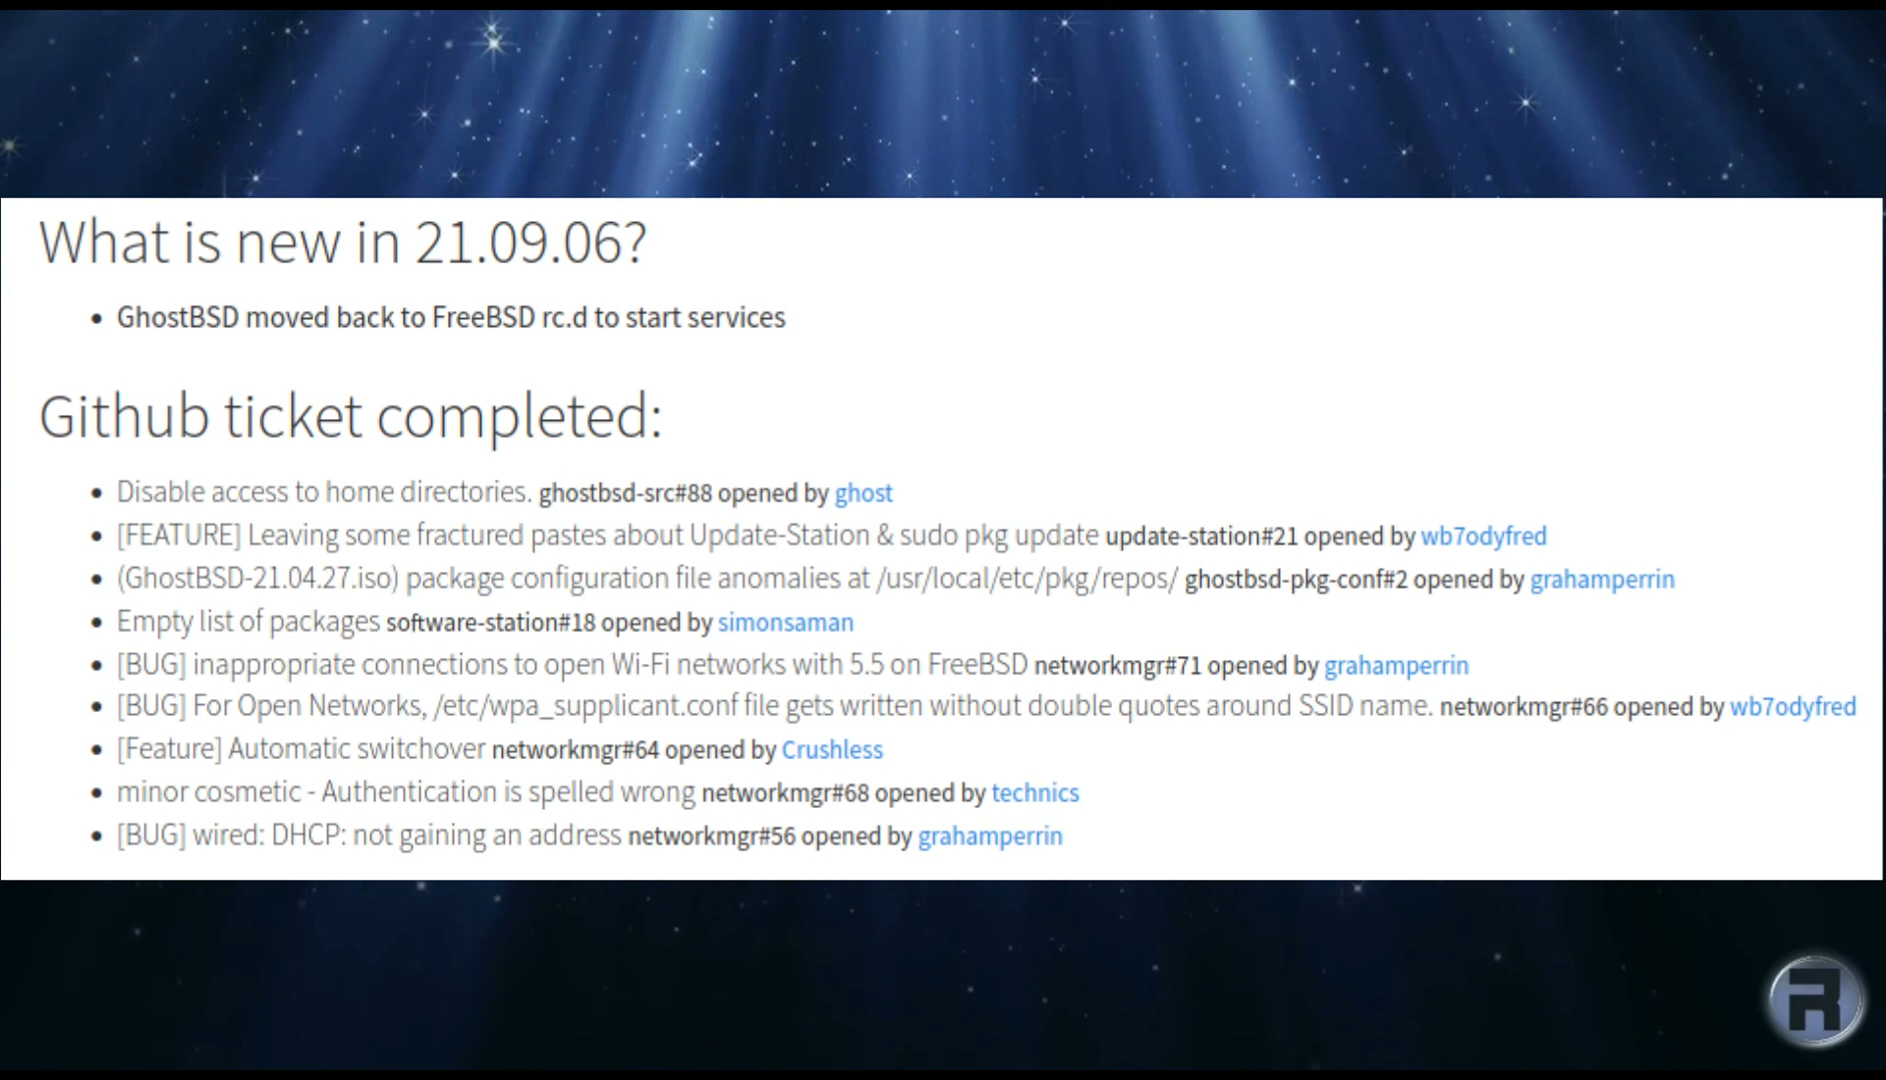 What is new in 21.09.06?
• GhostBSD moved back to FreeBSD rc.d to start services
Github ticket completed:
• Disable access to home directories. ghostbsd-src#88 opened by ghost
• [FEATURE] Leaving some fractured pastes about Update-Station & sudo pkg update update-station#21 opened by wb7odyfred
• (GhostBSD-21.04.27.iso) package configuration file anomalies at /usr/local/etc/pkg/repos/ ghostbsd-pkg-conf#2 opened by grahamperrin
• Empty list of packages software-station#18 opened by simonsaman
• [BUG] inappropriate connections to open Wi-Fi networks with 5.5 on FreeBSD networkmgr#71 opened by grahamperrin
• [BUG] For Open Networks, /etc/wpa_supplicant.conf file gets written without double quotes around SSID name. networkmgr#66 opened by wb7odyfred
• [Feature] Automatic switchover networkmgr#64 opened by Crushless
• minor cosmetic - Authentication is spelled wrong networkmgr#68 opened by technics
• [BUG] wired: DHCP: not gaining an address networkmgr#56 opened by grahamperrin
R